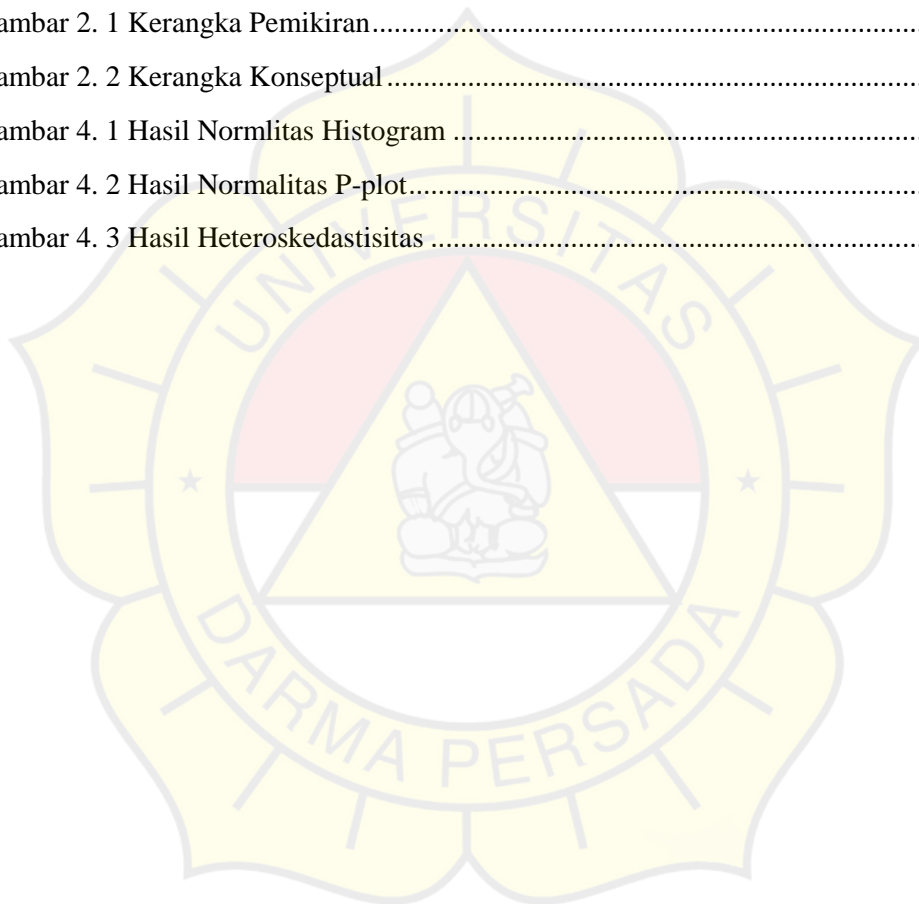 ambar 2. 1 Kerangka Pemikiran................................................................................
ambar 2. 2 Kerangka Konseptual..............................................................................
ambar 4. 1 Hasil Normlitas Histogram .....................................................................
ambar 4. 2 Hasil Normalitas P-plot...........................................................................
ambar 4. 3 Hasil Heteroskedastisitas ........................................................................
UNIVERSITAS
DARMA PERSADA